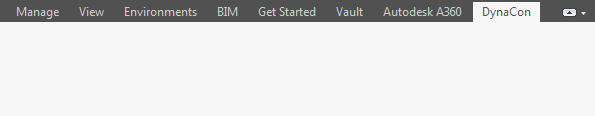 Manage View Environments BIM Get Started Vault Autodesk A360 DynaCon